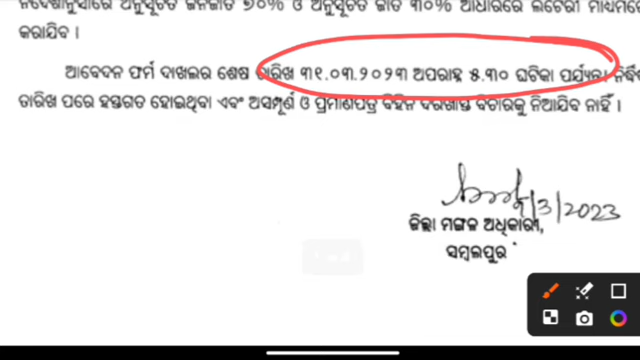 ନିର୍ଦ୍ଦେଶାନୁସାରେ ଅନୁସୂଚିତ ଜନଜାତି ୭୦% ଓ ଅନୁସୂଚିତ ଜାତି ୩୦% ଆଧାରରେ ଲଟେରୀ ମାଧ୍ୟମରେ
କରାଯିବ ।
ଆବେଦନ ଫର୍ମ ଦାଖଲର ଶେଷ ତାରିଖ ୩୧.୦୩.୨୦୨୩ ଅପରାହ୍ନ ୫.୩୦ ଘଟିକା ପର୍ଯ୍ୟନ୍ତ
ତାରିଖ ପରେ ହସ୍ତଗତ ହୋଇଥିବା ଏବଂ ଅସମ୍ପୂର୍ଣ ଓ ପ୍ରମାଣପତ୍ର ବିହିନ ଦରଖାସ୍ତ ବିଚାରକୁ ନିଆଯିବ ନାହିଁ ।
/3/2023
ଜିଲ୍ଲା ମଙ୍ଗଳ ଅଧିକାରୀ,
ସମ୍ବଲପୁର